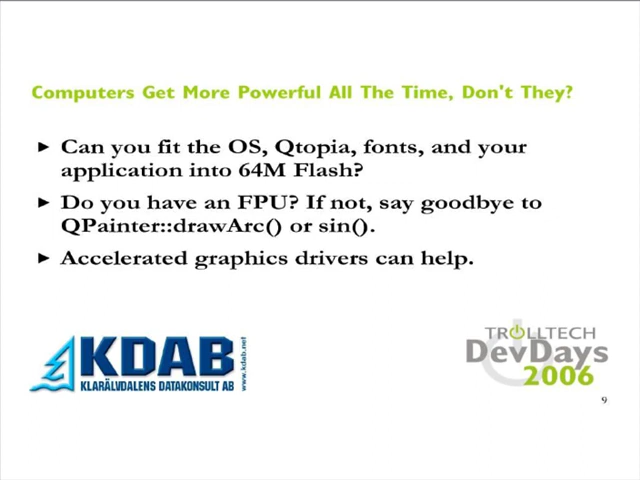 Computers Get More Powerful All The Time, Don't They?
► Can you fit the OS, Qtopia, fonts, and your
application into 64M Flash?
► Do you have an FPU? If not, say goodbye to
QPainter::drawArc() or sin().
► Accelerated graphics drivers can help.
KDAB
KLARÄLVDALENS DATAKONSULT AB
www.kdab.net
TROLLTECH
DevDays
2006
9